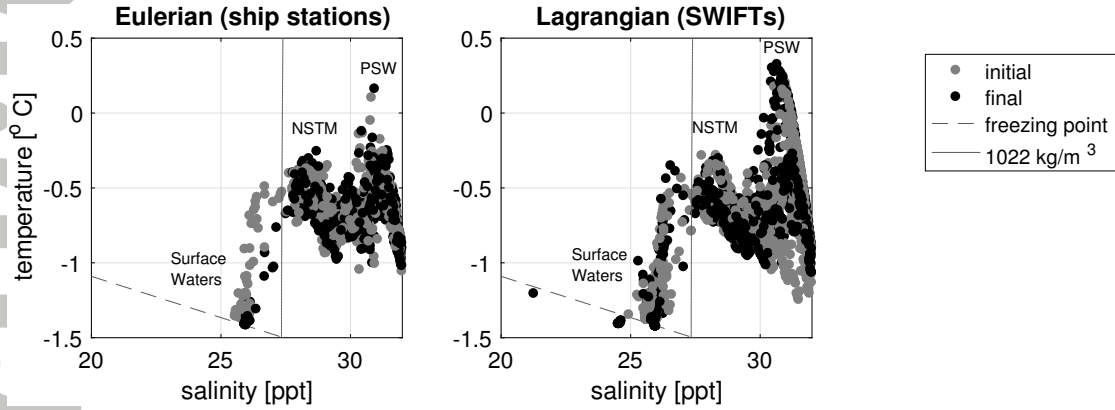 Eulerian (ship stations)
Lagrangian (SWIFTs)
temperature [° C]
0.5
0
-0.5
-1
-1.5
20
25
30
salinity [ppt]
PSW
NSTM
Surface
Waters
0.5
0
-0.5
-1
-1.5
20
25
30
salinity [ppt]
PSW
NSTM
Surface
Waters
initial
final
freezing point
1022 kg/m 3